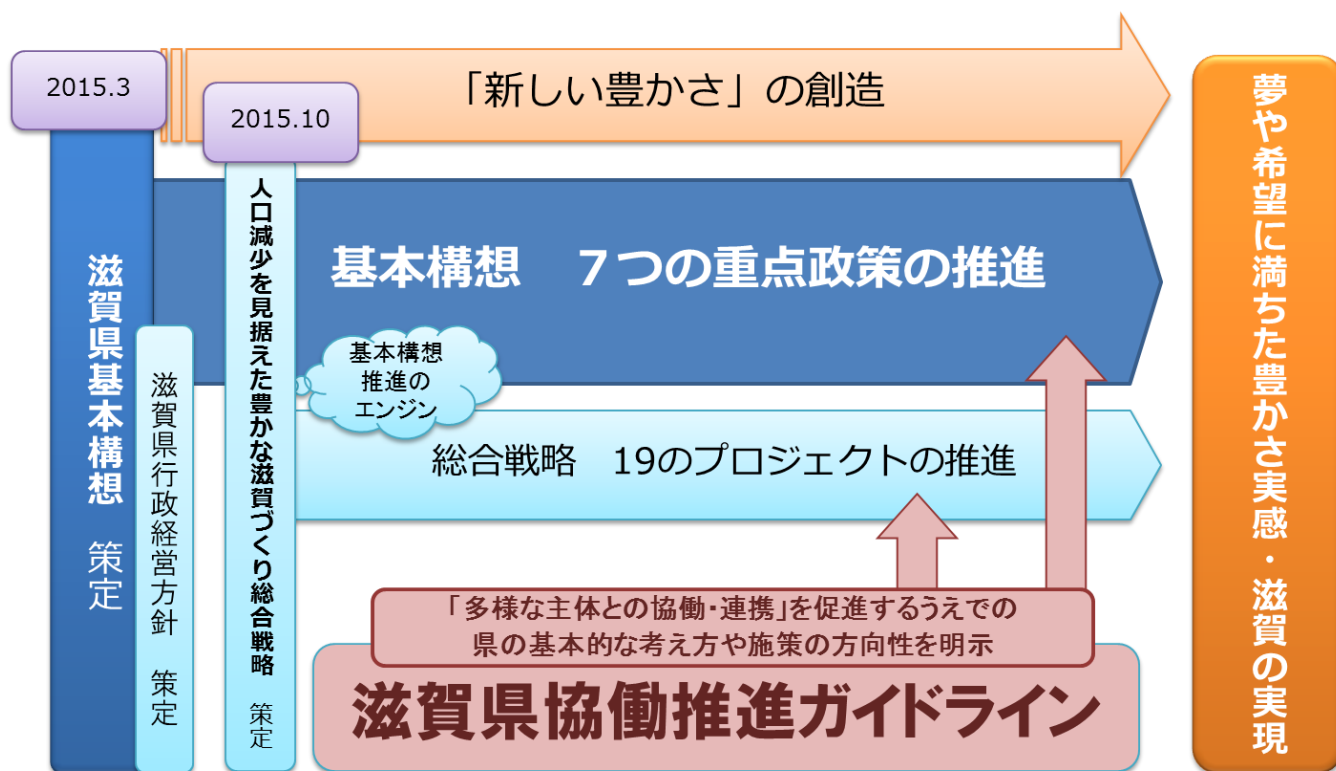 2015.3
「新しい豊かさ」の創造
2015.10
滋賀県基本構想　策定
滋賀県行政経営方針　策定
人口減少を見据えた豊かな滋賀づくり総合戦略　策定
基本構想　７つの重点政策の推進
基本構想
推進の
エンジン
総合戦略　19のプロジェクトの推進
「多様な主体との協働・連携」を促進するうえでの
県の基本的な考え方や施策の方向性を明示
滋賀県協働推進ガイドライン
夢や希望に満ちた豊かさ実感・滋賀の実現